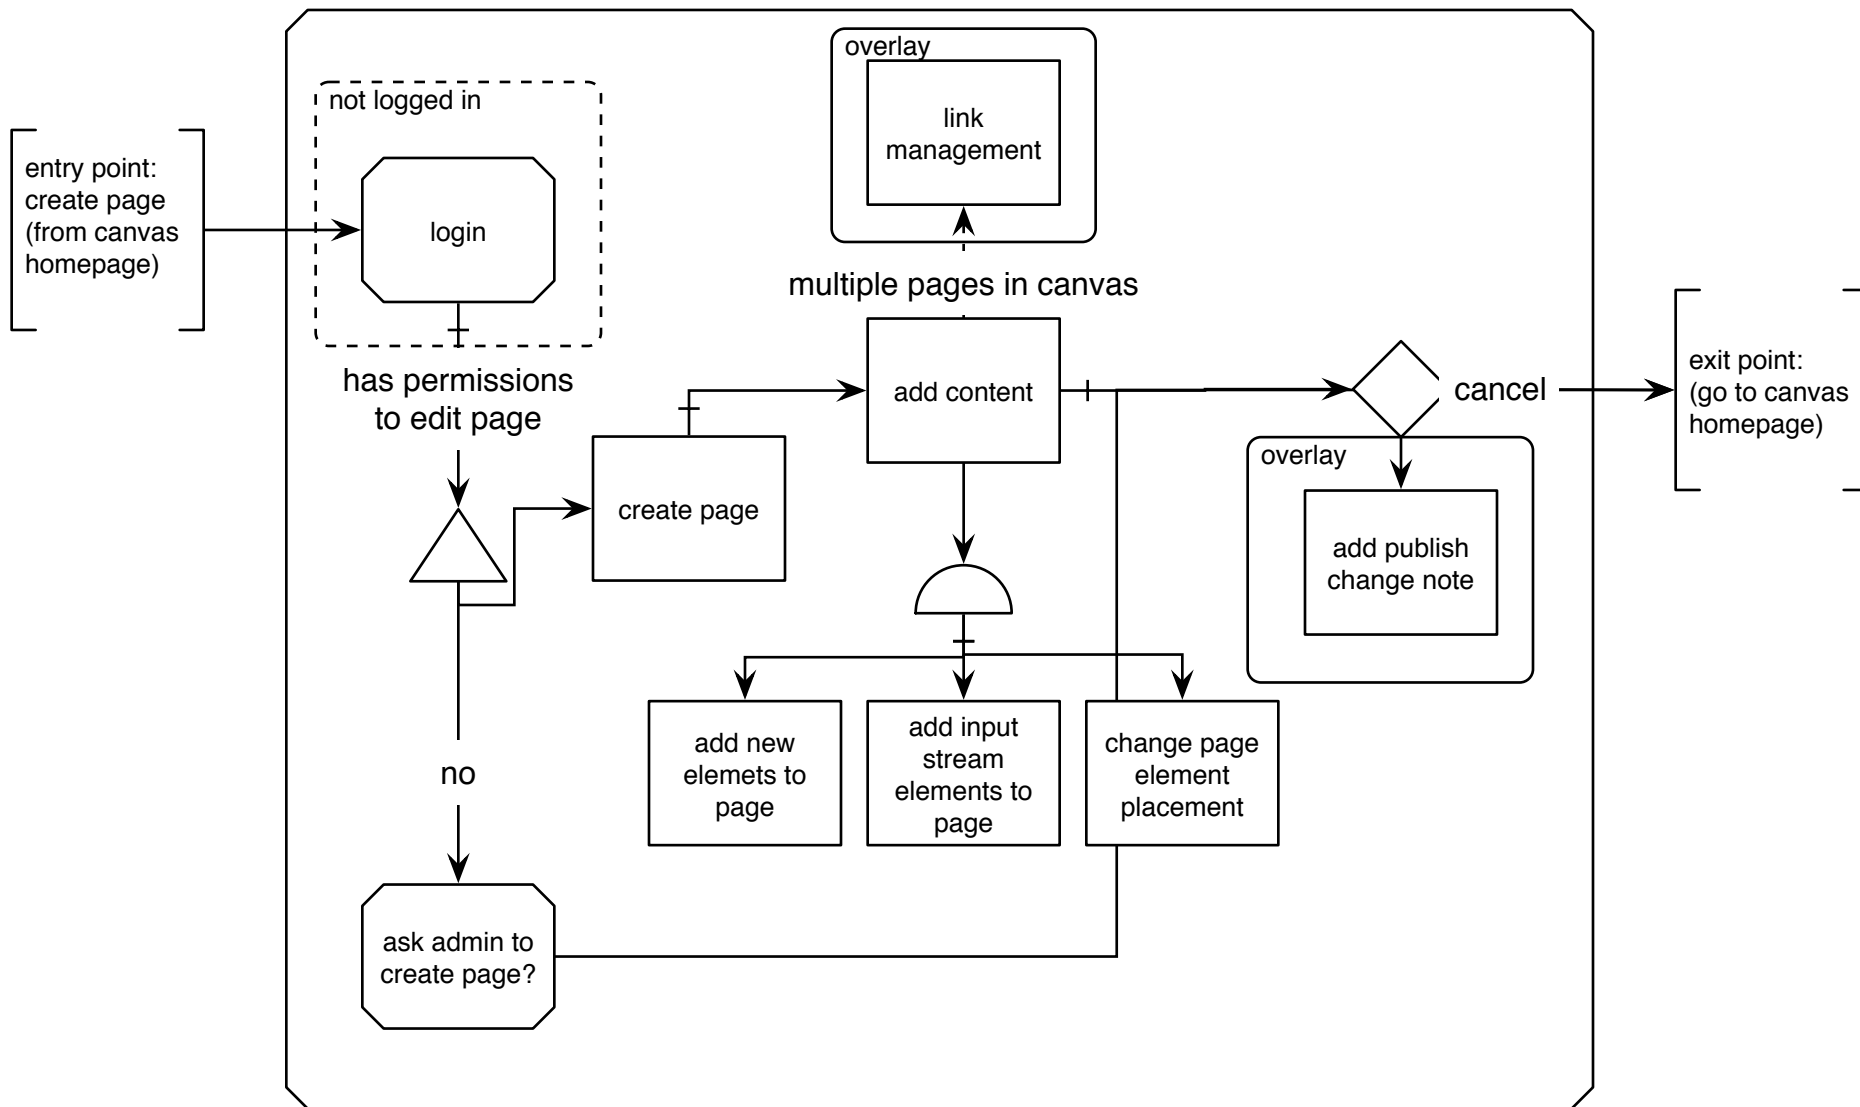 overlay
link
management
not logged in
login
entry point:
create page
(from canvas
homepage)
multiple pages in canvas
has permissions
to edit page
add content
cancel
exit point:
(go to canvas
homepage)
create page
overlay
add publish
change note
add new
elemets to
page
add input
stream
elements to
page
change page
element
placement
no
ask admin to
create page?